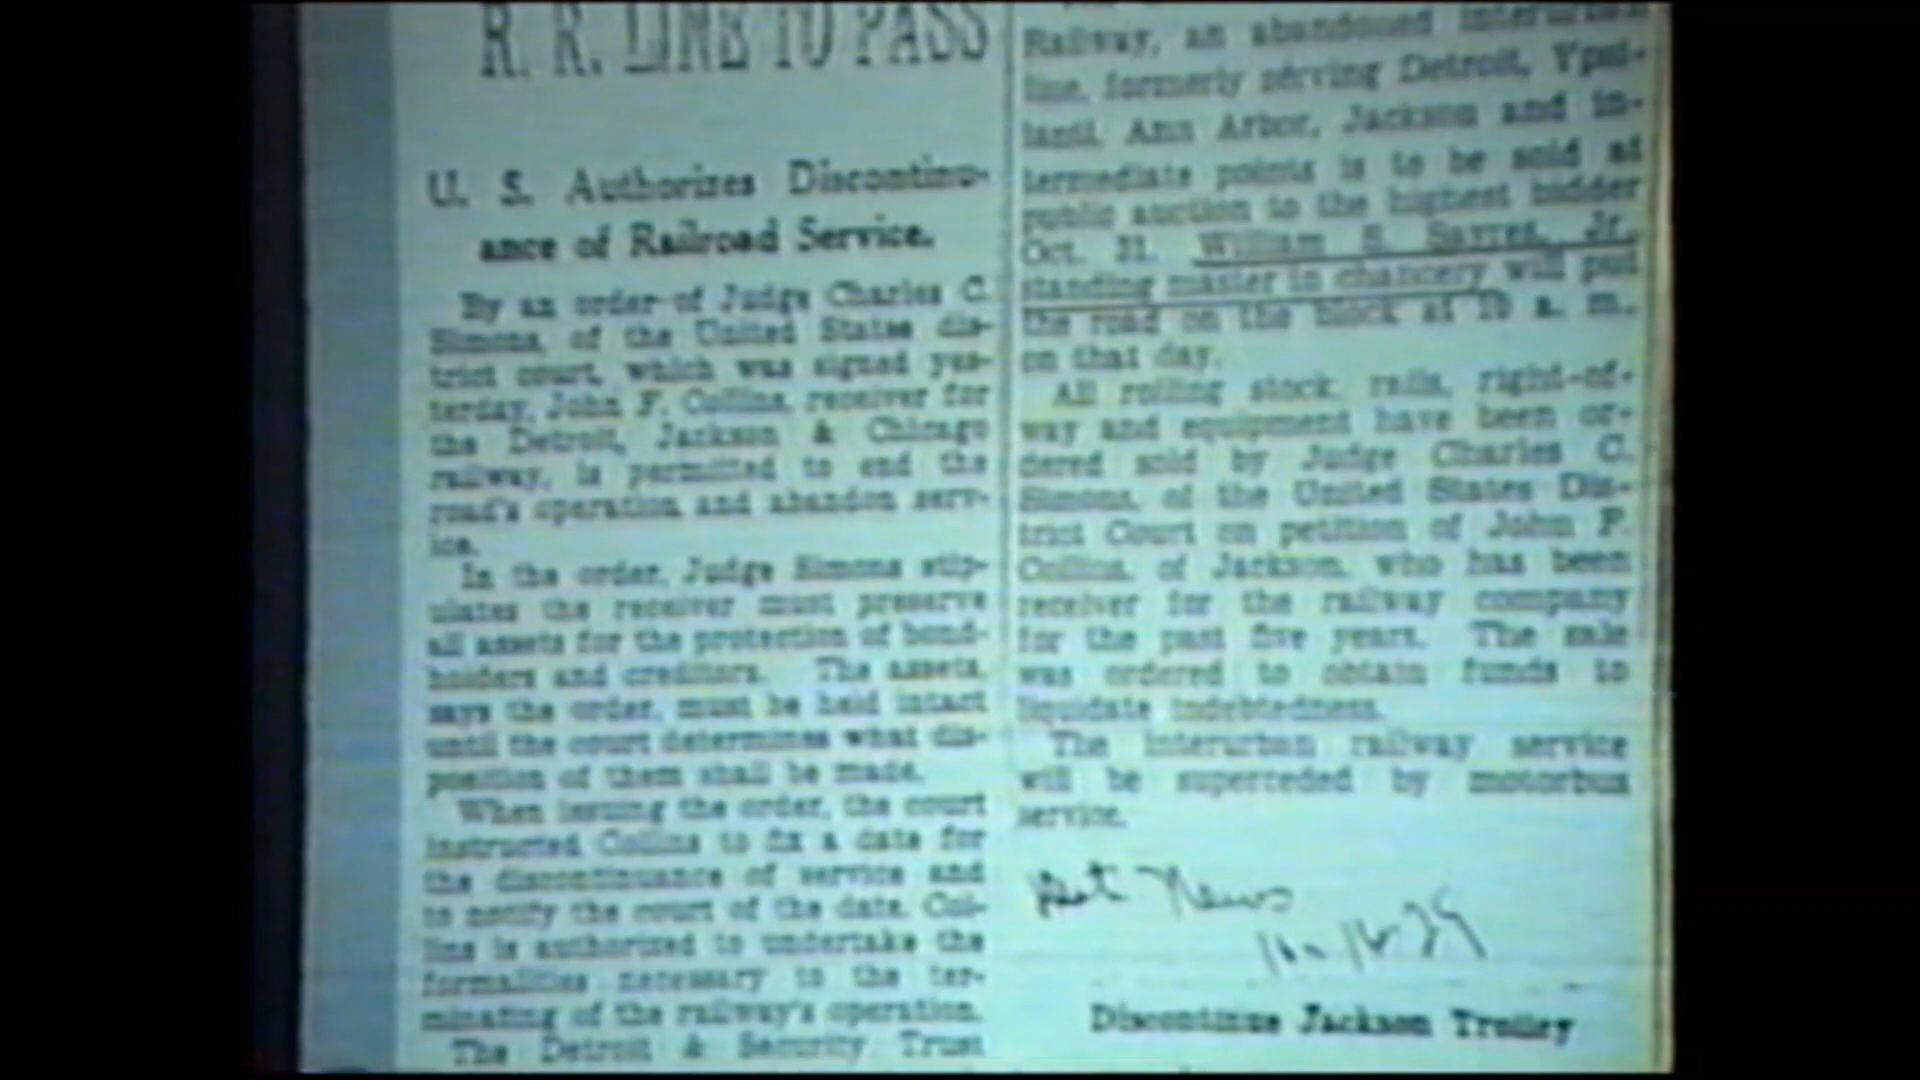 R. R. LINE TO PASS
U. S. Authorizes Discontinu-
ance of Railroad Service.
By an order of Judge Charles C.
Simons, of the United States dis-
trict court, which was signed yes-
terday, John F. Collins, receiver for
the Detroit, Jackson & Chicago
railway, is permitted to end the
road's operation and abandon serv-
ice.
In the order, Judge Simons stip-
ulates the receiver must preserve
all assets for the protection of bond-
holders and creditors. The assets,
says the order, must be held intact
until the court determines what dis-
position of them shall be made.
When issuing the order, the court
instructed Collins to fix a date for
the discontinuance of service and
to notify the court of the date. Col-
lins is authorized to undertake the
formalities necessary to the ter-
minating of the railway's operation.
The Detroit & Security Trust
Railway, an abandoned interurban
line, formerly serving Detroit, Ypsi-
lanti, Ann Arbor, Jackson and in-
termediate points is to be sold at
public auction to the highest bidder
Oct. 31. William S. Sayres, Jr.,
standing master in chancery will put
the road on the block at 10 a. m.,
on that day.
All rolling stock, rails, right-of-
way and equipment have been or-
dered sold by Judge Charles C.
Simons, of the United States Dis-
trict Court on petition of John F.
Collins, of Jackson, who has been
receiver for the railway company
for the past five years. The sale
was ordered to obtain funds to
liquidate indebtedness.
The interurban railway service
will be superceded by motorbus
service.
Det News
Discontinue Jackson Trolley